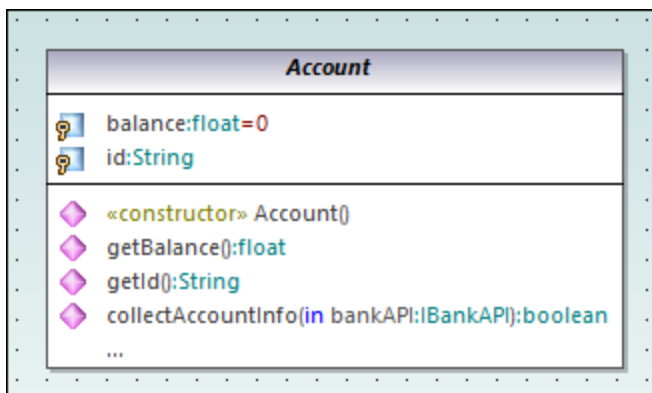 Account
balance:float=0
id:String
«constructor» Account()
getBalance():float
getId():String
collectAccountInfo(in bankAPI:IBankAPI):boolean
...